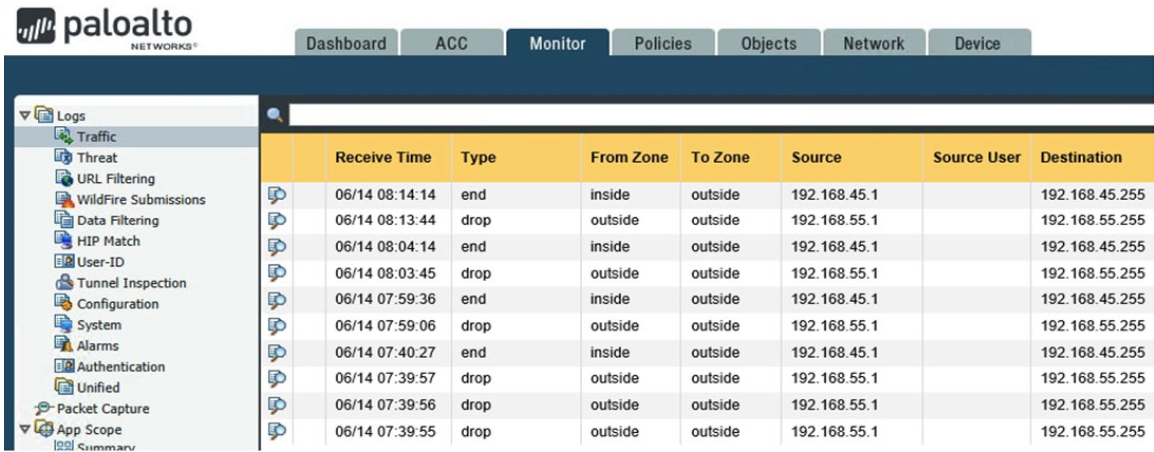 paloalto
NETWORKS®
Dashboard ACC Monitor Policies Objects Network Device
Logs
Traffic
Threat
URL Filtering
WildFire Submissions
Data Filtering
HIP Match
User-ID
Tunnel Inspection
Configuration
System
Alarms
Authentication
Unified
Packet Capture
App Scope
Summary
Receive Time Type From Zone To Zone Source Source User Destination
06/14 08:14:14 end inside outside 192.168.45.1 192.168.45.255
06/14 08:13:44 drop outside outside 192.168.55.1 192.168.55.255
06/14 08:04:14 end inside outside 192.168.45.1 192.168.45.255
06/14 08:03:45 drop outside outside 192.168.55.1 192.168.55.255
06/14 07:59:36 end inside outside 192.168.45.1 192.168.45.255
06/14 07:59:06 drop outside outside 192.168.55.1 192.168.55.255
06/14 07:40:27 end inside outside 192.168.45.1 192.168.45.255
06/14 07:39:57 drop outside outside 192.168.55.1 192.168.55.255
06/14 07:39:56 drop outside outside 192.168.55.1 192.168.55.255
06/14 07:39:55 drop outside outside 192.168.55.1 192.168.55.255